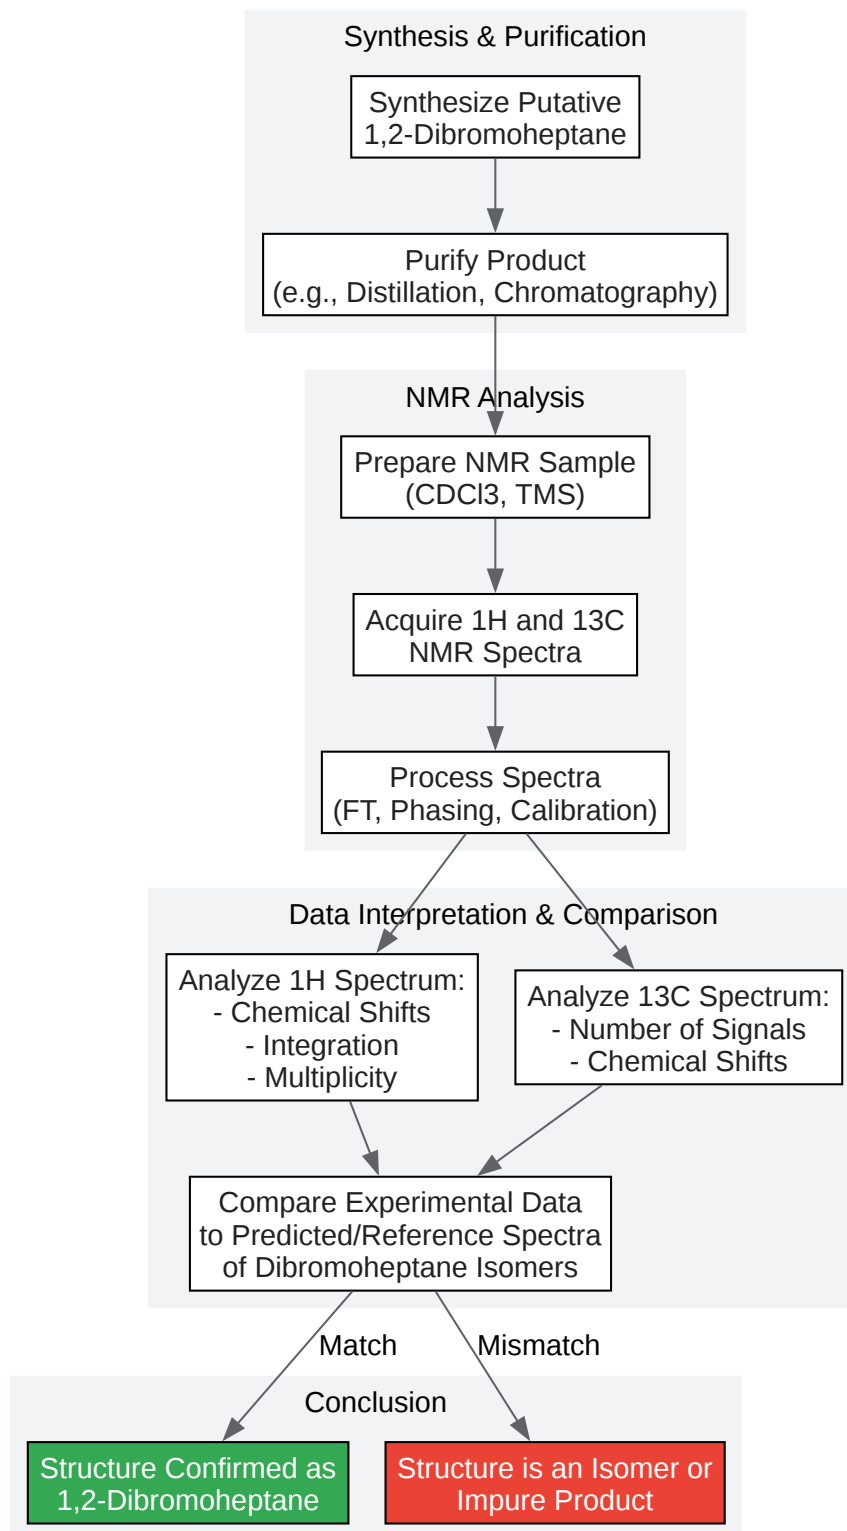 Synthesis & Purification
Synthesize Putative
1,2-Dibromoheptane
Purify Product
(e.g., Distillation, Chromatography)
NMR Analysis
Prepare NMR Sample
(CDCl3, TMS)
Acquire 1H and 13C
NMR Spectra
Process Spectra
(FT, Phasing, Calibration)
Data Interpretation & Comparison
Analyze 1H Spectrum:
- Chemical Shifts
- Integration
- Multiplicity
Analyze 13C Spectrum:
- Number of Signals
- Chemical Shifts
Compare Experimental Data
to Predicted/Reference Spectra
of Dibromoheptane Isomers
Match
Mismatch
Conclusion
Structure Confirmed as
1,2-Dibromoheptane
Structure is an Isomer or
Impure Product